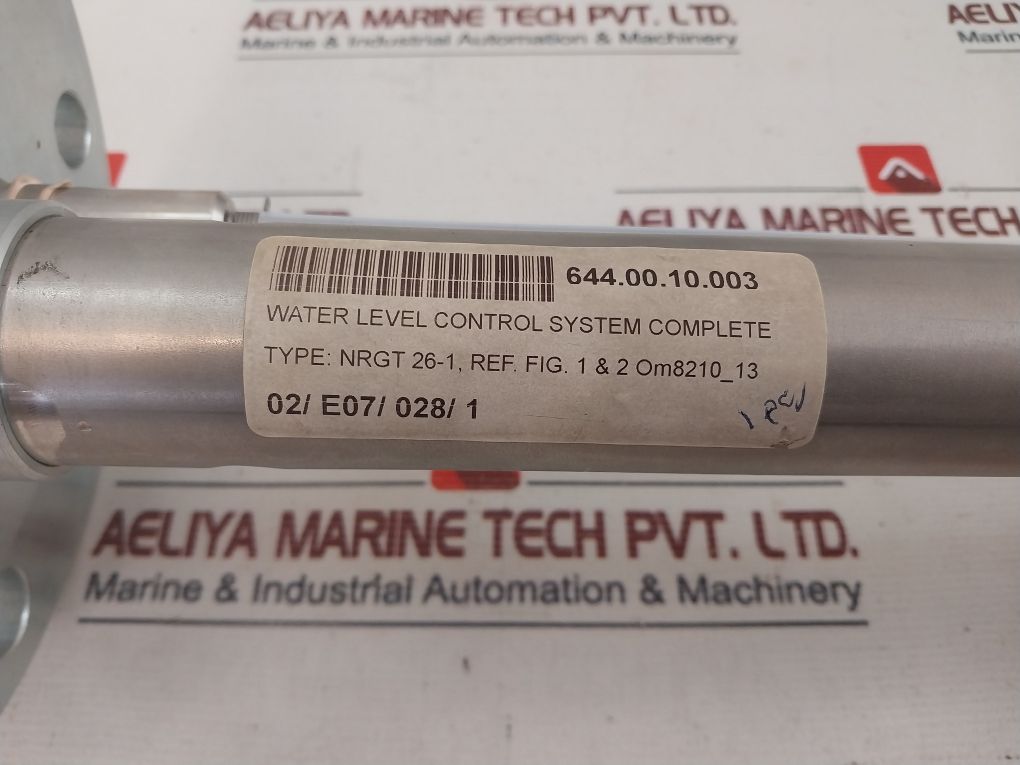 AELIYA MARINE TECH PVT. LTD.
Marine & Industrial Automation & Machinery
AELI
Marin
AELIYA MARINE TECH
644.00.10.003
WATER LEVEL CONTROL SYSTEM COMPLETE
TYPE: NRGT 26-1, REF. FIG. 1 & 2 Om8210_13
02/ E07/ 028/ 1
AELIYA MARINE TECH PVT. LTD.
Marine & Industrial Automation & Machinery